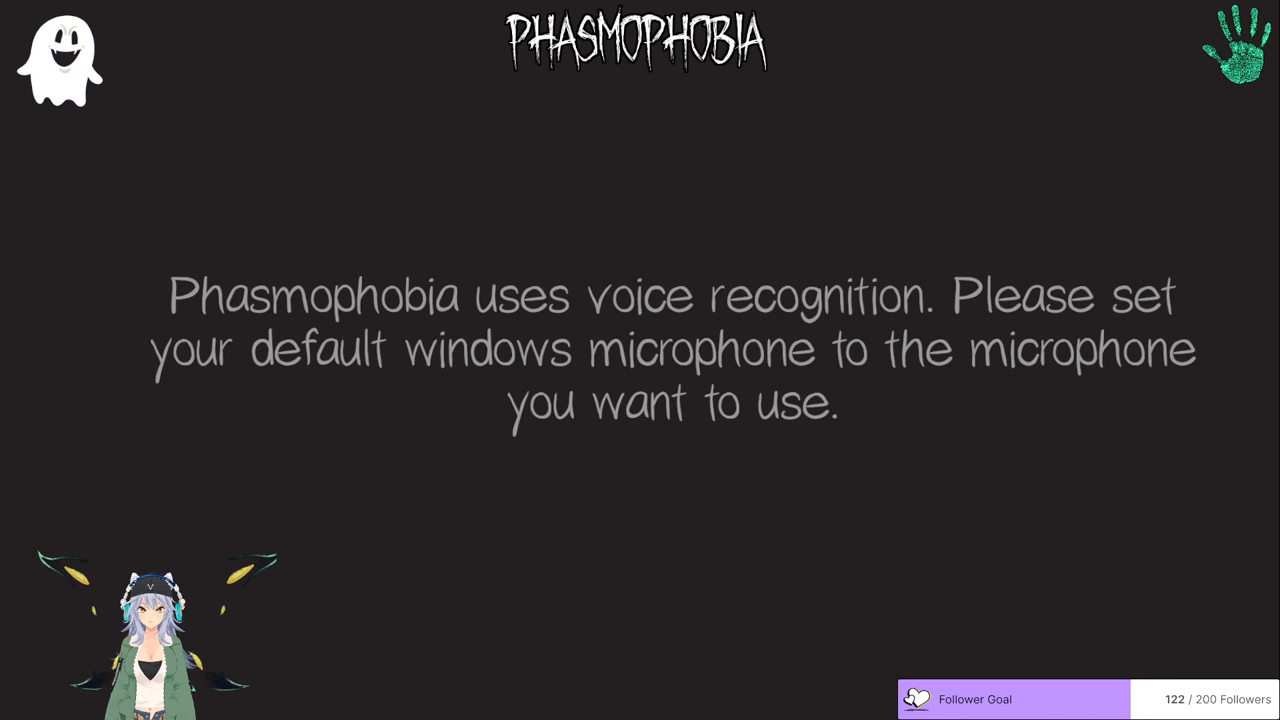 PHASMOPHOBIA
Phasmophobia uses voice recognition. Please set
your default windows microphone to the microphone
you want to use.
Follower Goal
122 / 200 Followers